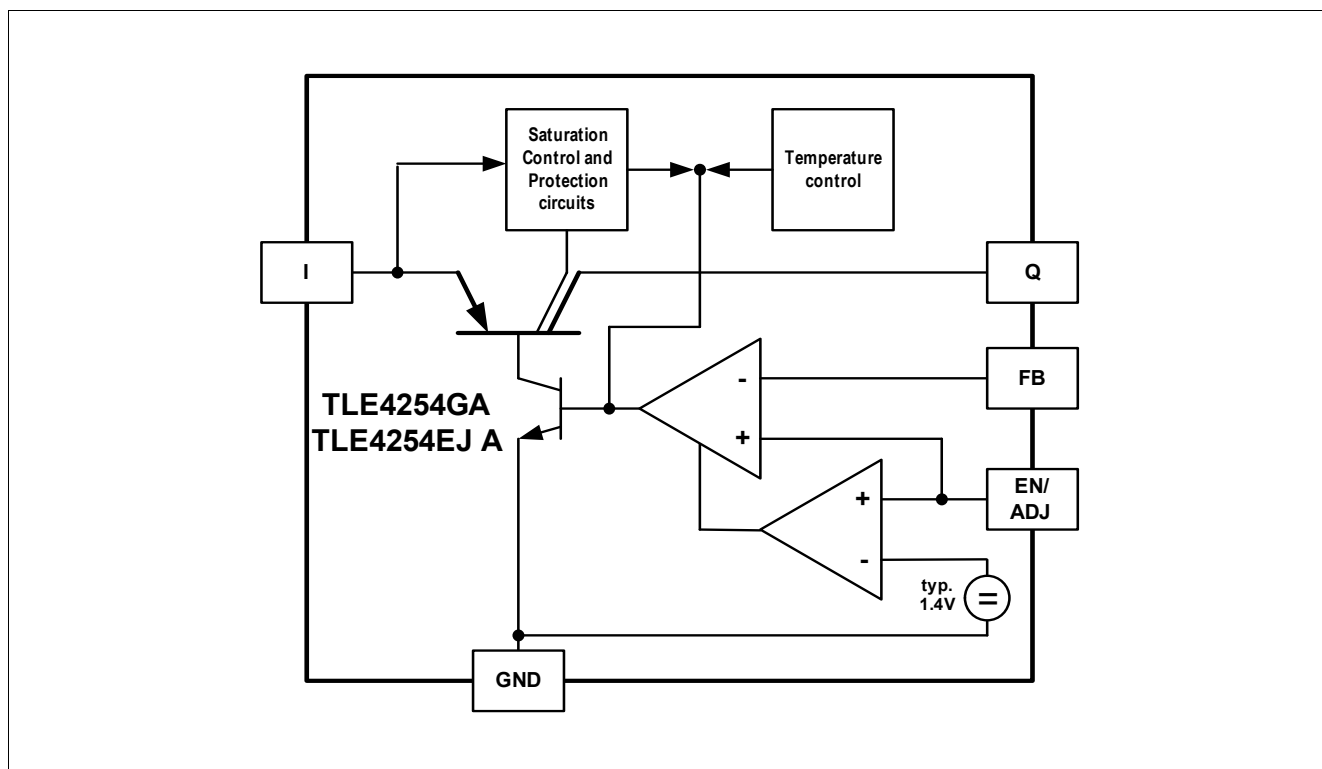 Saturation
Control and
Protection
circuits
Temperature
control
I
Q
FB
TLE4254GA
TLE4254EJ A
-
+
EN/
ADJ
+
-
typ.
1.4V
=
GND